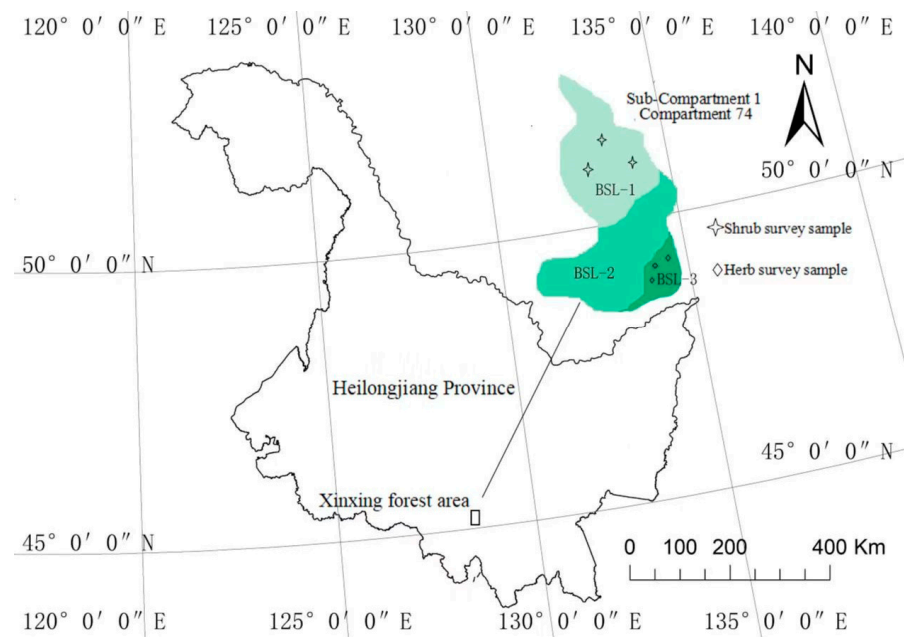 120° 0′ 0″ E
125° 0′ 0″ E
130° 0′ 0″ E
135° 0′ 0″ E
140° 0′ 0″ E
N
Sub-Compartment 1
Compartment 74
50° 0′ 0″ N
BSL-1
Shrub survey sample
50° 0′ 0″ N
BSL-2
BSL-3
Herb survey sample
Heilongjiang Province
45° 0′ 0″ N
Xinxing forest area
45° 0′ 0″ N
0 100 200 400 Km
120° 0′ 0″ E
125° 0′ 0″ E
130° 0′ 0″ E
135° 0′ 0″ E